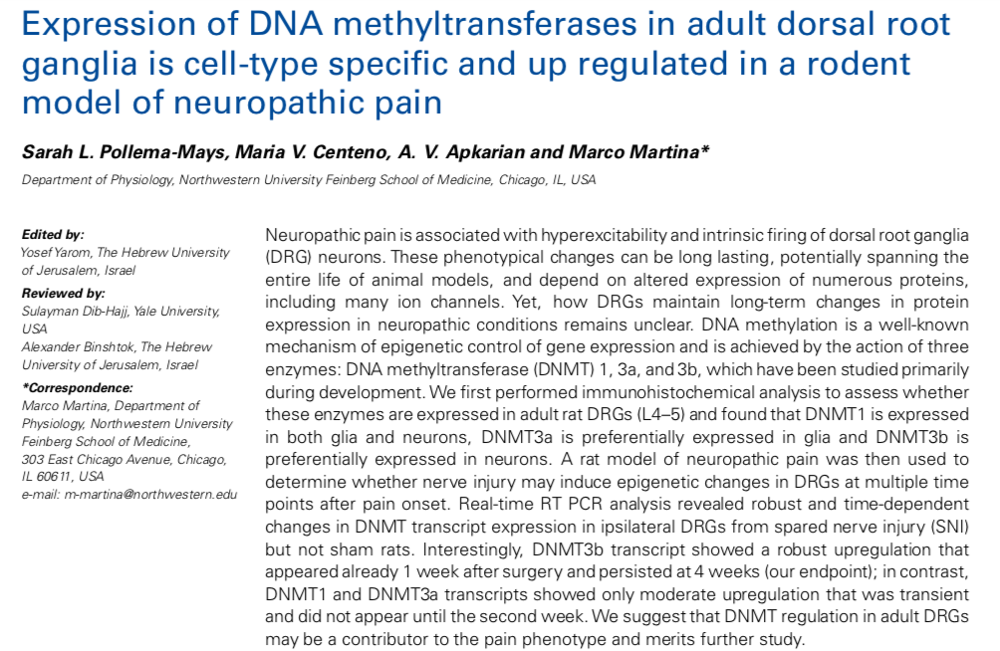 Expression of DNA methyltransferases in adult dorsal root
ganglia is cell-type specific and up regulated in a rodent
model of neuropathic pain
Sarah L. Pollema-Mays, Maria V. Centeno, A. V. Apkarian and Marco Martina*
Department of Physiology, Northwestern University Feinberg School of Medicine, Chicago, IL, USA
Edited by:
Yosef Yarom, The Hebrew University
of Jerusalem, Israel
Reviewed by:
Sulayman Dib-Hajj, Yale University,
USA
Alexander Binshtok, The Hebrew
University of Jerusalem, Israel
*Correspondence:
Marco Martina, Department of
Physiology, Northwestern University
Feinberg School of Medicine,
303 East Chicago Avenue, Chicago,
IL 60611, USA
e-mail: m-martina@northwestern.edu
Neuropathic pain is associated with hyperexcitability and intrinsic firing of dorsal root ganglia
(DRG) neurons. These phenotypical changes can be long lasting, potentially spanning the
entire life of animal models, and depend on altered expression of numerous proteins,
including many ion channels. Yet, how DRGs maintain long-term changes in protein
expression in neuropathic conditions remains unclear. DNA methylation is a well-known
mechanism of epigenetic control of gene expression and is achieved by the action of three
enzymes: DNA methyltransferase (DNMT) 1, 3a, and 3b, which have been studied primarily
during development. We first performed immunohistochemical analysis to assess whether
these enzymes are expressed in adult rat DRGs (L4–5) and found that DNMT1 is expressed
in both glia and neurons, DNMT3a is preferentially expressed in glia and DNMT3b is
preferentially expressed in neurons. A rat model of neuropathic pain was then used to
determine whether nerve injury may induce epigenetic changes in DRGs at multiple time
points after pain onset. Real-time RT PCR analysis revealed robust and time-dependent
changes in DNMT transcript expression in ipsilateral DRGs from spared nerve injury (SNI)
but not sham rats. Interestingly, DNMT3b transcript showed a robust upregulation that
appeared already 1 week after surgery and persisted at 4 weeks (our endpoint); in contrast,
DNMT1 and DNMT3a transcripts showed only moderate upregulation that was transient
and did not appear until the second week. We suggest that DNMT regulation in adult DRGs
may be a contributor to the pain phenotype and merits further study.